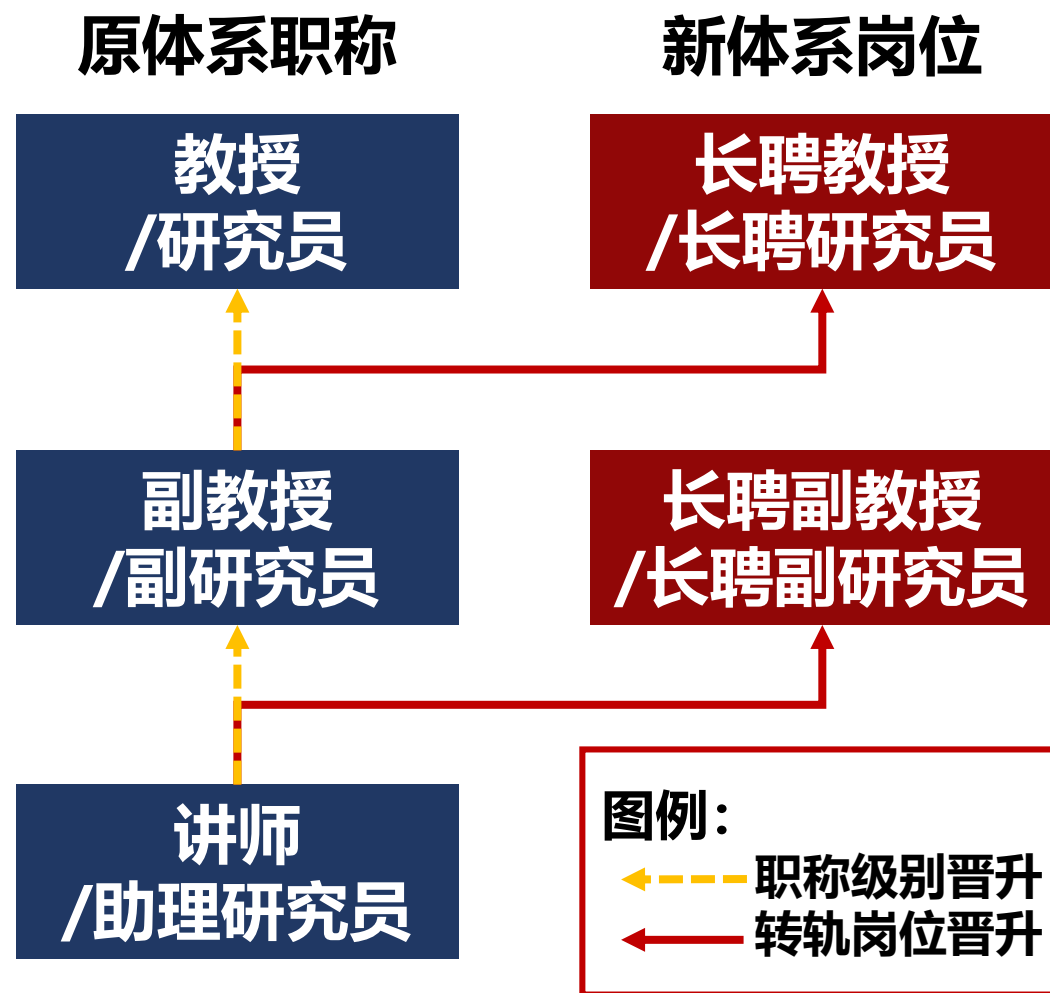 原体系职称
新体系岗位
教授
/研究员
长聘教授
/长聘研究员
副教授
/副研究员
长聘副教授
/长聘副研究员
讲师
/助理研究员
图例：
职称级别晋升
转轨岗位晋升